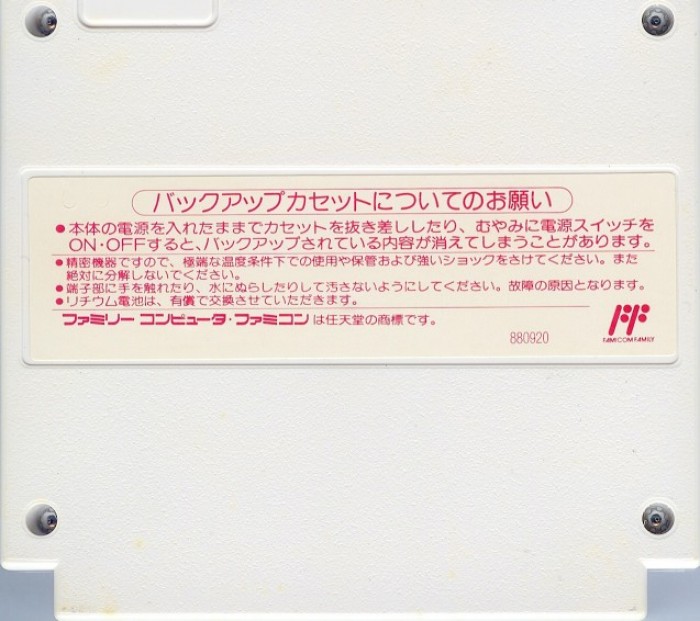 バックアップカセットについてのお願い
●本体の電源を入れたままでカセットを抜き差ししたり、むやみに電源スイッチを
ON・OFFすると、バックアップされている内容が消えてしまうことがあります。
●精密機器ですので、極端な温度条件下での使用や保管および強いショックをさけてください。また
絶対に分解しないでください。
●端子部に手を触れたり、水にぬらしたりして汚さないようにしてください。故障の原因となります。
●リチウム電池は、有償で交換させていただきます。
ファミリー コンピュータ・ファミコンは任天堂の商標です。
880920
FAMICOM FAMILY